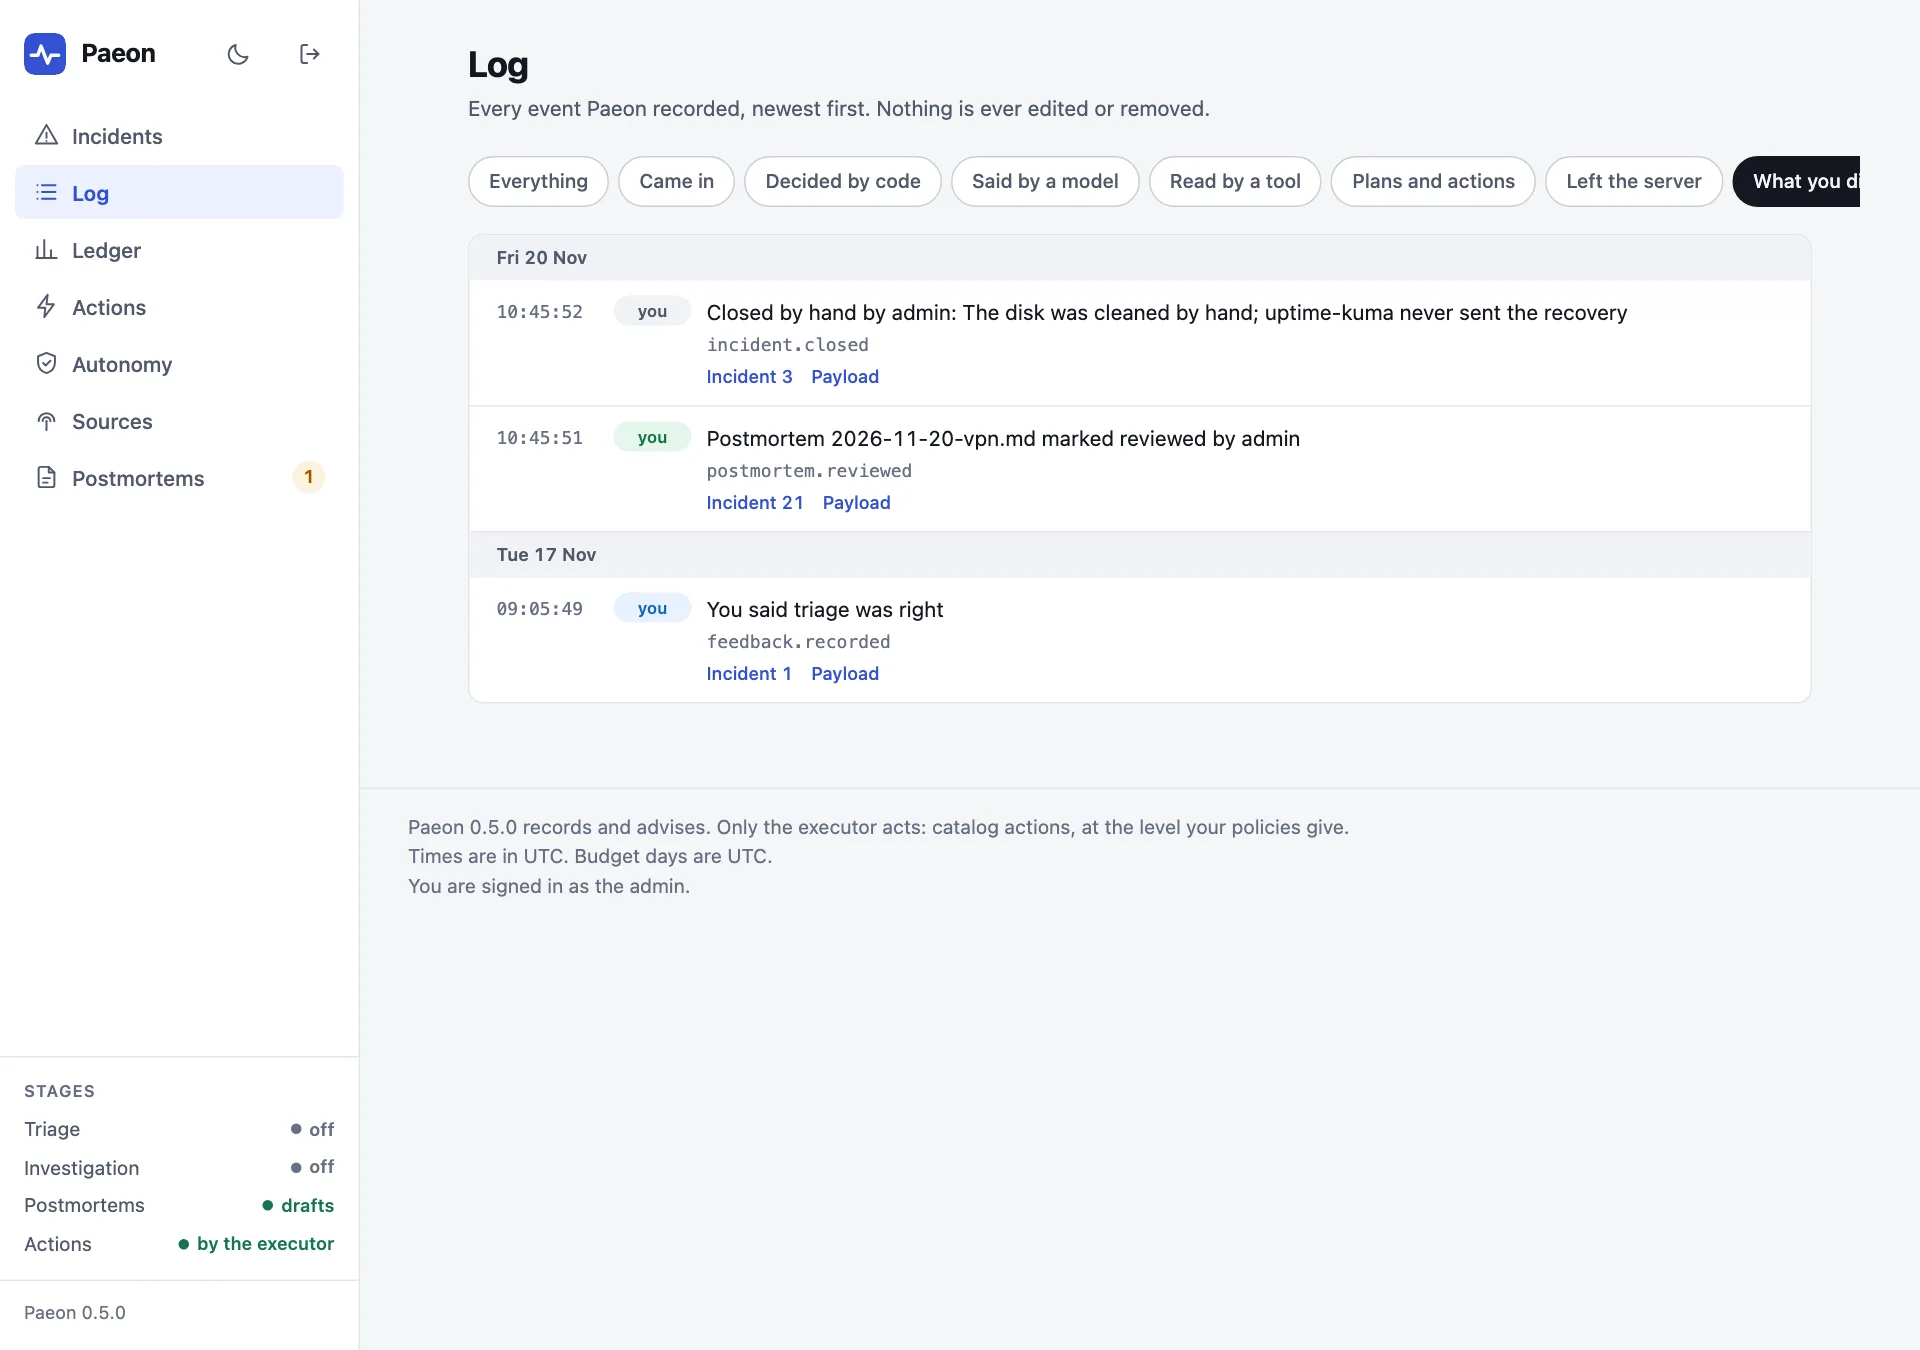 Paeon
Incidents
Log
Ledger
Actions
Autonomy
Sources
Postmortems 1
STAGES
Triage off
Investigation off
Postmortems drafts
Actions by the executor
Paeon 0.5.0
Log
Every event Paeon recorded, newest first. Nothing is ever edited or removed.
Everything Came in Decided by code Said by a model Read by a tool Plans and actions Left the server What you di
Fri 20 Nov
10:45:52 you Closed by hand by admin: The disk was cleaned by hand; uptime-kuma never sent the recovery
incident.closed
Incident 3 Payload
10:45:51 you Postmortem 2026-11-20-vpn.md marked reviewed by admin
postmortem.reviewed
Incident 21 Payload
Tue 17 Nov
09:05:49 you You said triage was right
feedback.recorded
Incident 1 Payload
Paeon 0.5.0 records and advises. Only the executor acts: catalog actions, at the level your policies give.
Times are in UTC. Budget days are UTC.
You are signed in as the admin.